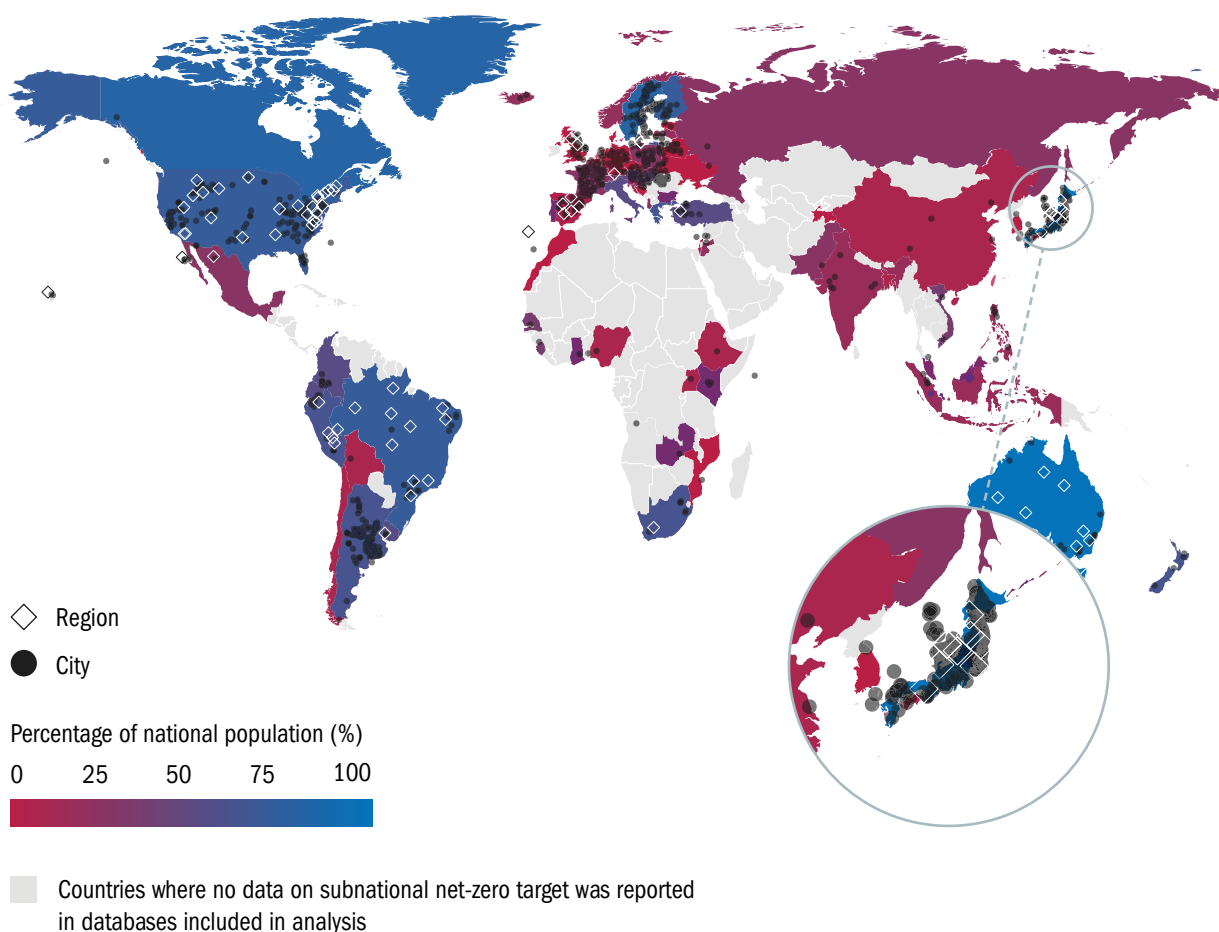 Region
City
Percentage of national population (%)
0 25 50 75 100
Countries where no data on subnational net-zero target was reported
in databases included in analysis